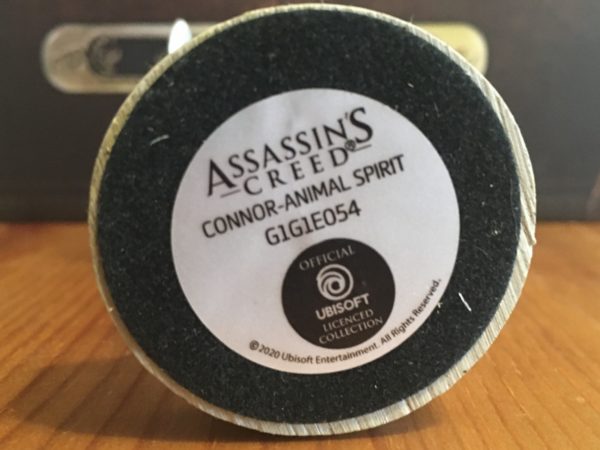 ASSASSIN'S
CREED®
CONNOR-ANIMAL SPIRIT
G1G1E054
OFFICIAL
UBISOFT
LICENCED
COLLECTION
©2020 Ubisoft Entertainment. All Rights Reserved.